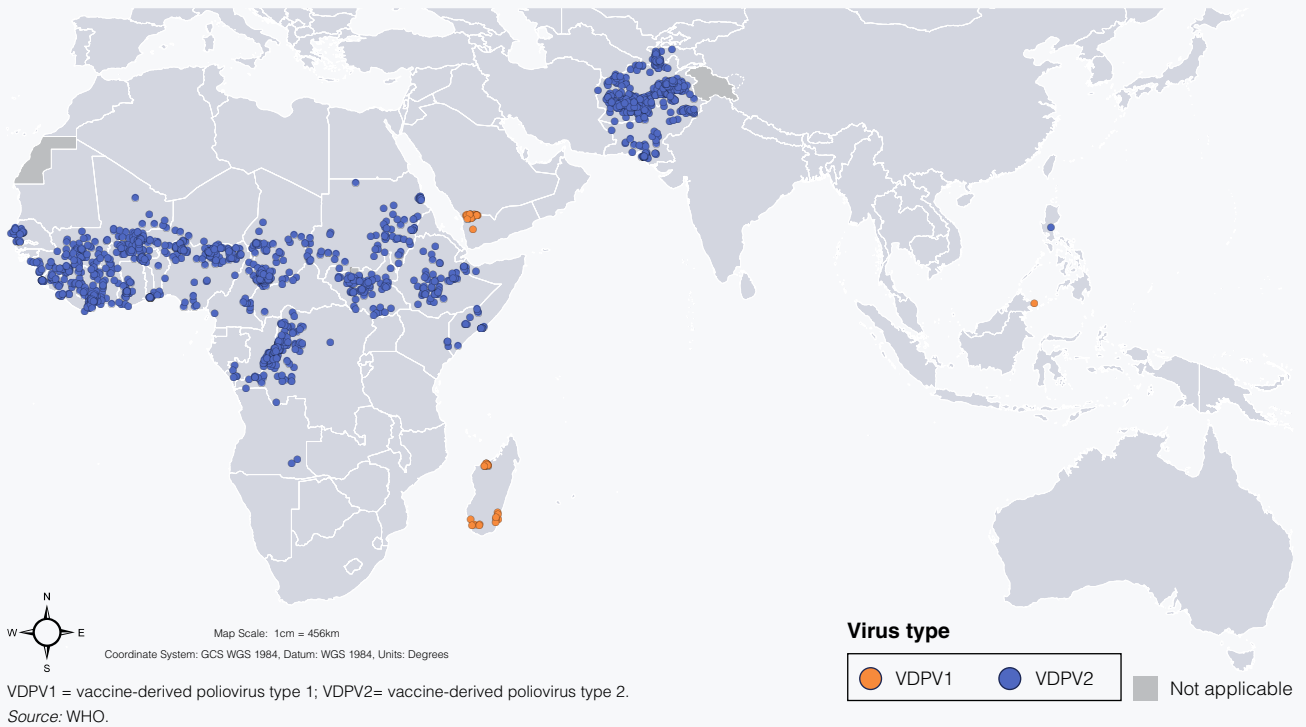 N
W E
S
Map Scale: 1cm = 456km
Coordinate System: GCS WGS 1984, Datum: WGS 1984, Units: Degrees
Virus type
VDPV1 VDPV2
Not applicable
VDPV1 = vaccine-derived poliovirus type 1; VDPV2= vaccine-derived poliovirus type 2.
Source: WHO.